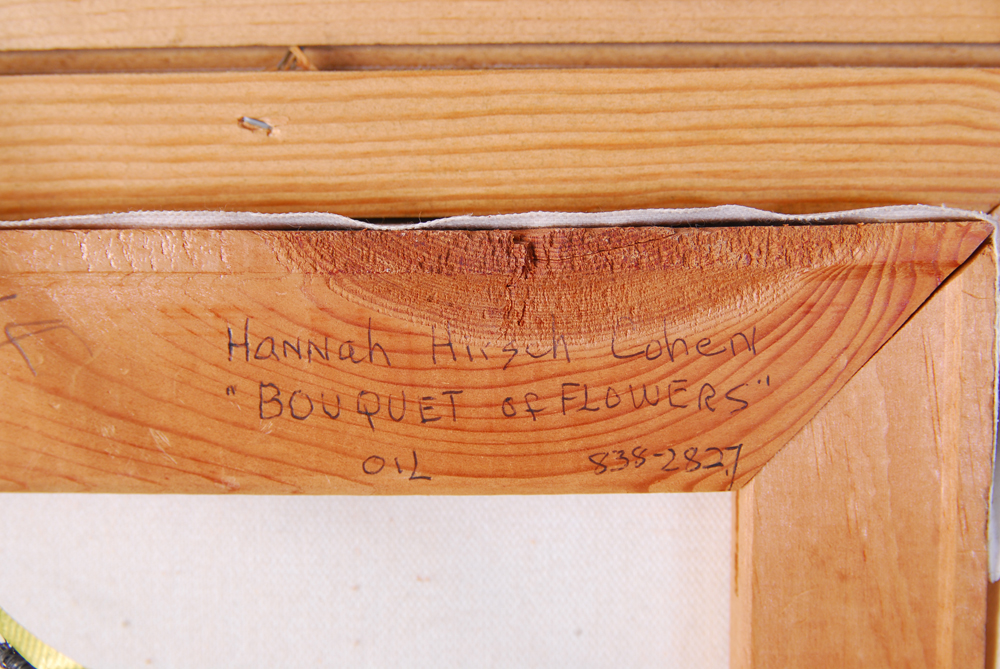 Hannah Hirsch Cohen
"BOUQUET of FLOWERS"
OIL 838-2827